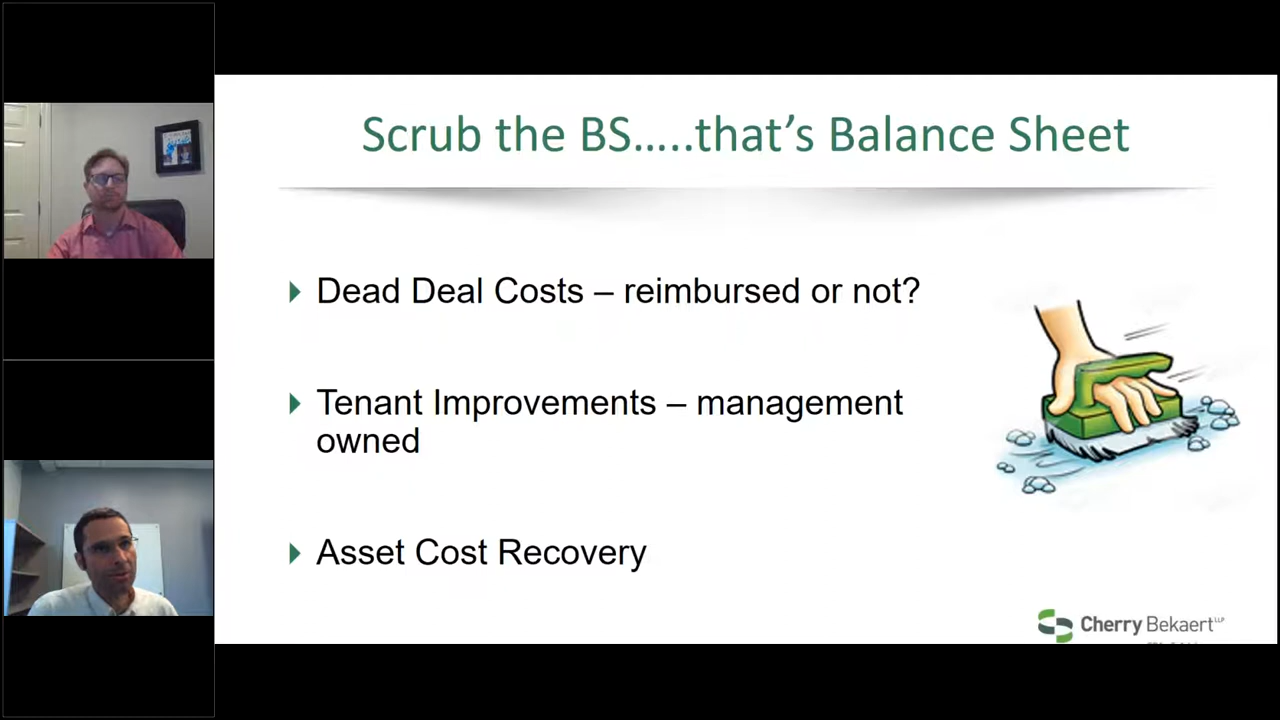 Scrub the BS.....that’s Balance Sheet
Dead Deal Costs – reimbursed or not?
Tenant Improvements – management
owned
Asset Cost Recovery
Cherry Bekaert LLP